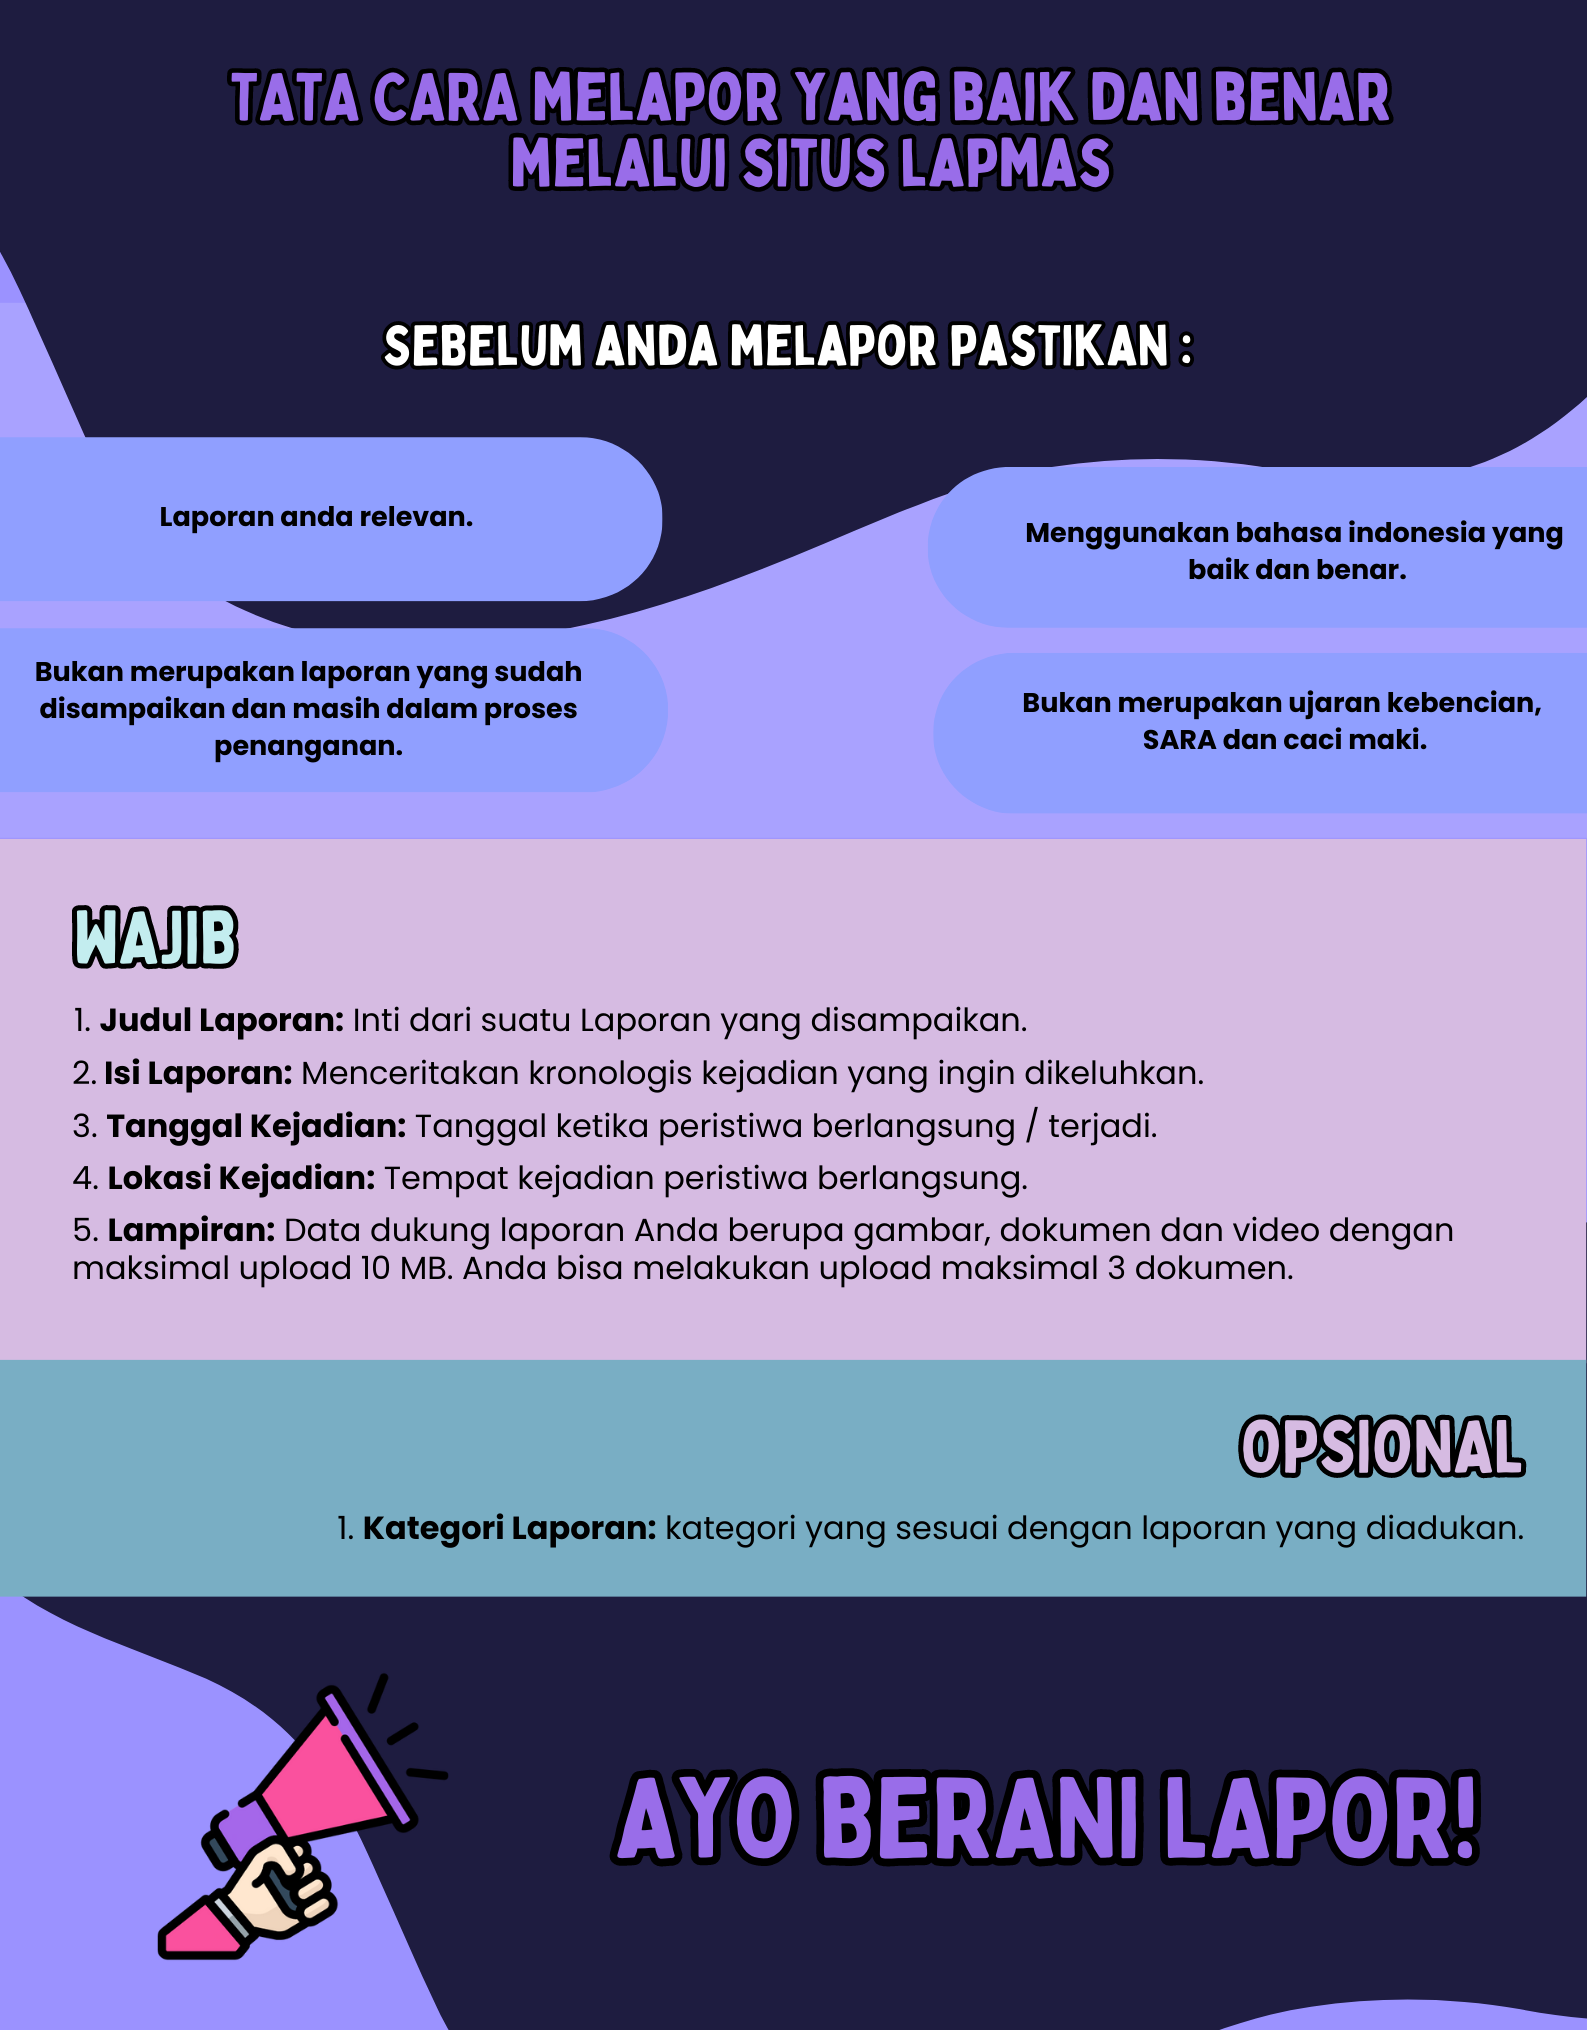 TATA CARA MELAPOR YANG BAIK DAN BENAR
MELALUI SITUS LAPMAS
SEBELUM ANDA MELAPOR PASTIKAN :
Laporan anda relevan.
Menggunakan bahasa indonesia yang
baik dan benar.
Bukan merupakan laporan yang sudah
disampaikan dan masih dalam proses
penanganan.
Bukan merupakan ujaran kebencian,
SARA dan caci maki.
WAJIB
1. Judul Laporan: Inti dari suatu Laporan yang disampaikan.
2. Isi Laporan: Menceritakan kronologis kejadian yang ingin dikeluhkan.
3. Tanggal Kejadian: Tanggal ketika peristiwa berlangsung / terjadi.
4. Lokasi Kejadian: Tempat kejadian peristiwa berlangsung.
5. Lampiran: Data dukung laporan Anda berupa gambar, dokumen dan video dengan
maksimal upload 10 MB. Anda bisa melakukan upload maksimal 3 dokumen.
OPSIONAL
1. Kategori Laporan: kategori yang sesuai dengan laporan yang diadukan.
AYO BERANI LAPOR!